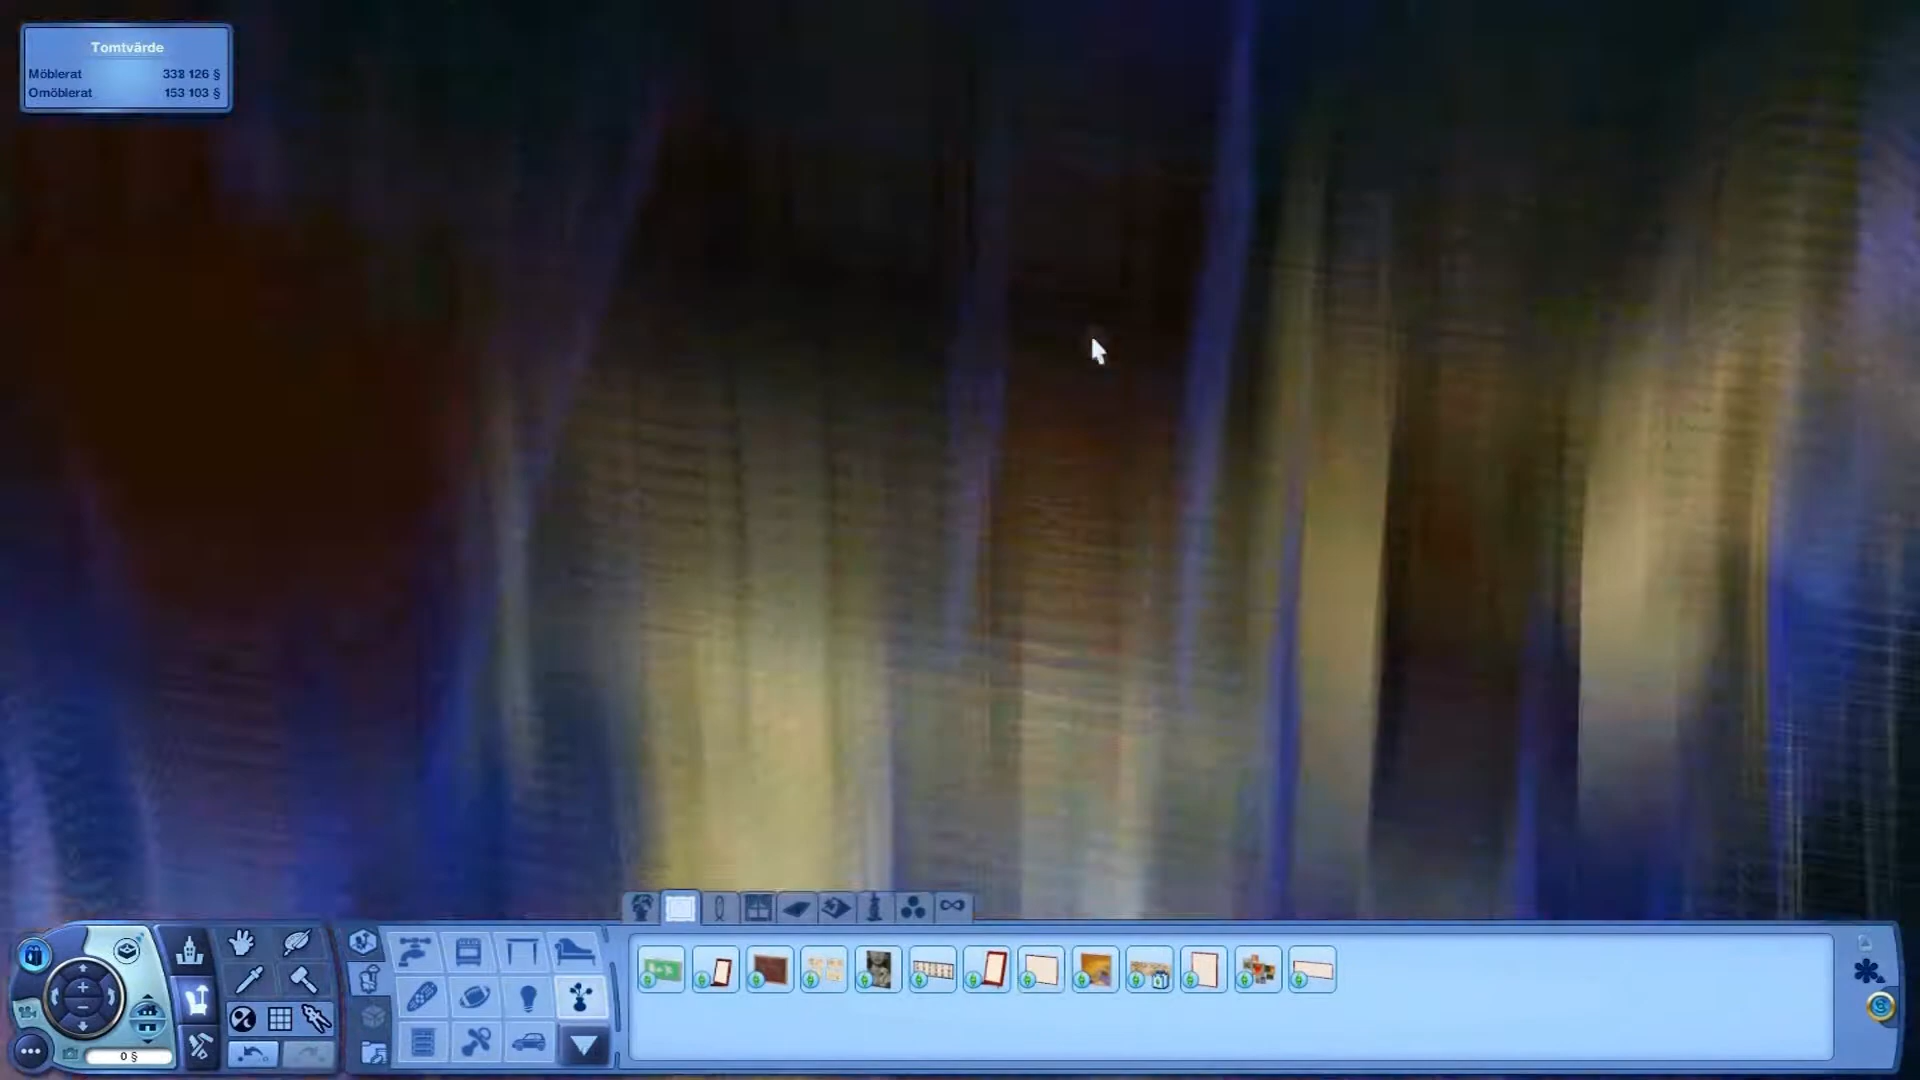 Tomtvärde
Möblerat 338 126 §
Omöblerat 153 103 §
0 §